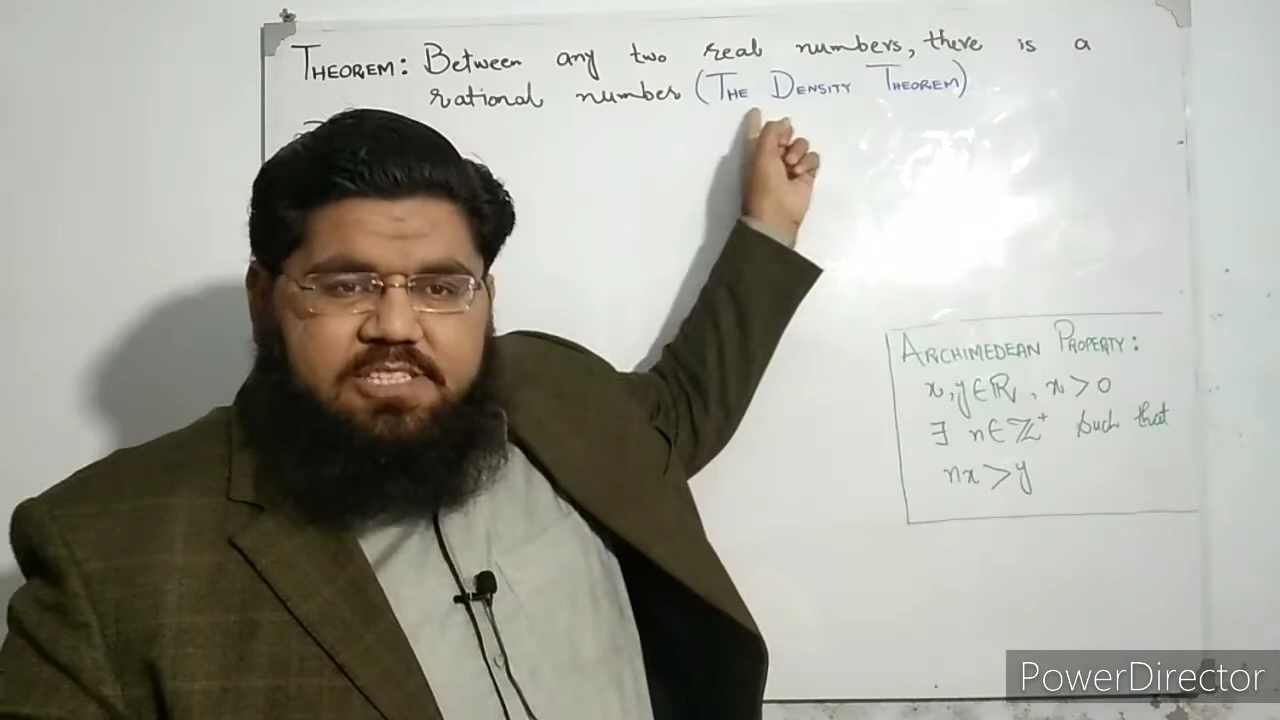 THEOREM: Between any two real numbers, there is a
rational number (THE DENSITY THEOREM)
ARCHIMEDEAN PROPERTY:
x, y ∈ ℝ, x > 0
∃ n ∈ ℤ⁺ such that
nx > y
PowerDirector